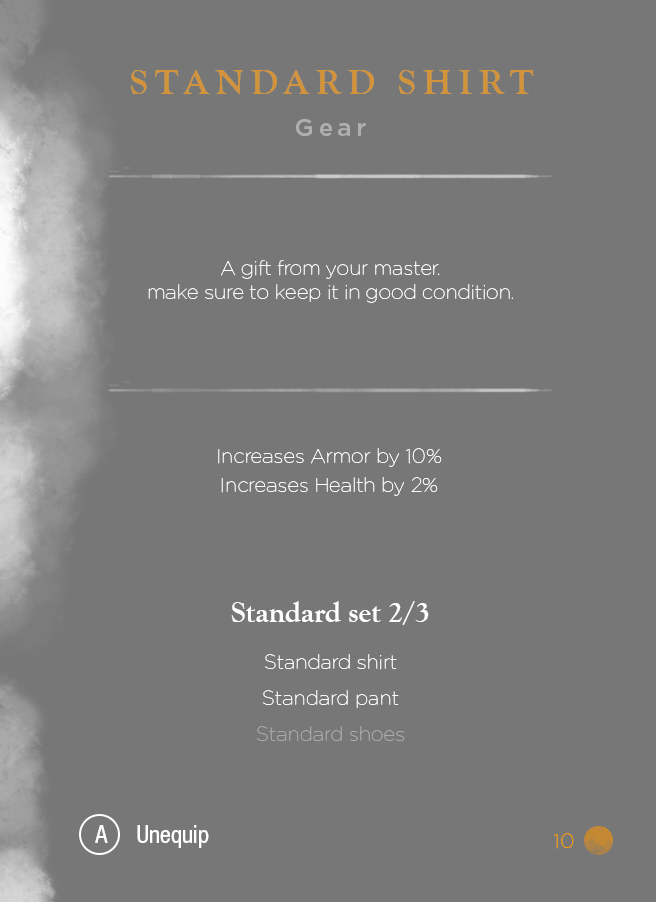 STANDARD SHIRT
Gear
A gift from your master.
make sure to keep it in good condition.
Increases Armor by 10%
Increases Health by 2%
Standard set 2/3
Standard shirt
Standard pant
Standard shoes
A Unequip
10